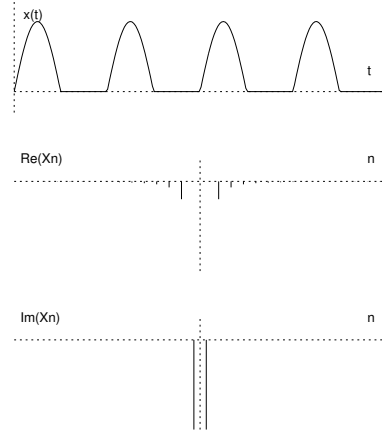 x(t)
t
Re(Xn)
n
Im(Xn)
n